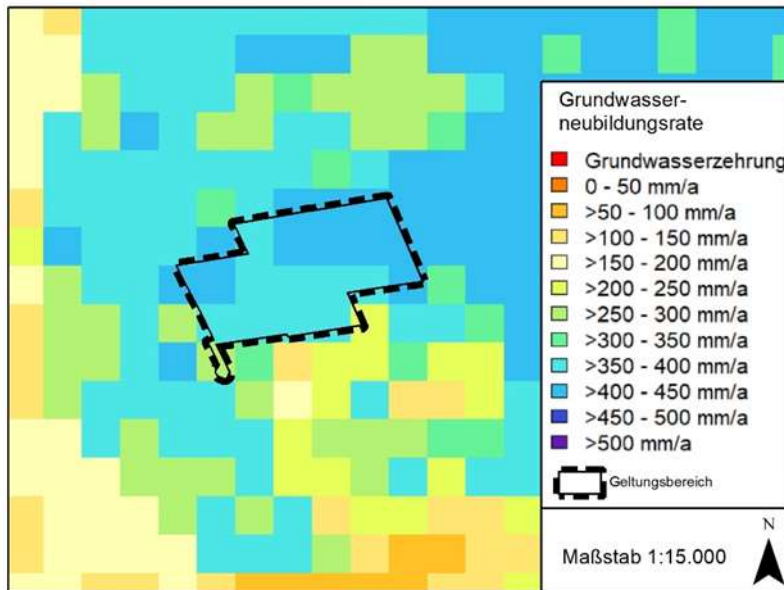 Grundwasser-
neubildungsrate
Grundwasserzehrung
0 - 50 mm/a
>50 - 100 mm/a
>100 - 150 mm/a
>150 - 200 mm/a
>200 - 250 mm/a
>250 - 300 mm/a
>300 - 350 mm/a
>350 - 400 mm/a
>400 - 450 mm/a
>450 - 500 mm/a
>500 mm/a
Geltungsbereich
N
Maßstab 1:15.000